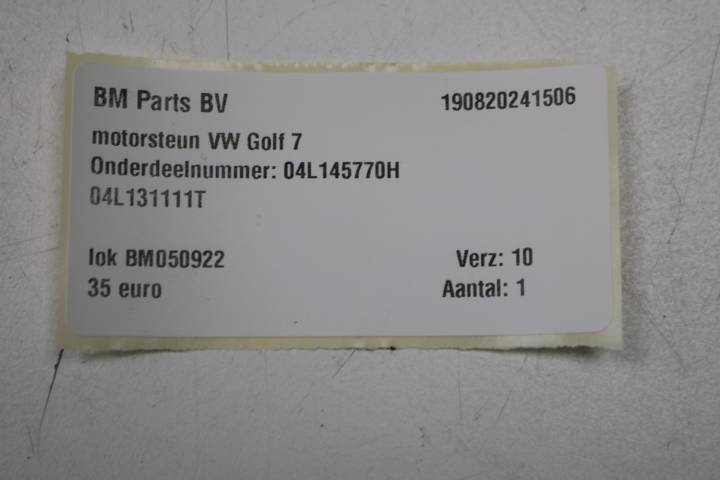 BM Parts BV 190820241506
motorsteun VW Golf 7
Onderdeelnummer: 04L145770H
04L131111T
lok BM050922 Verz: 10
35 euro Aantal: 1